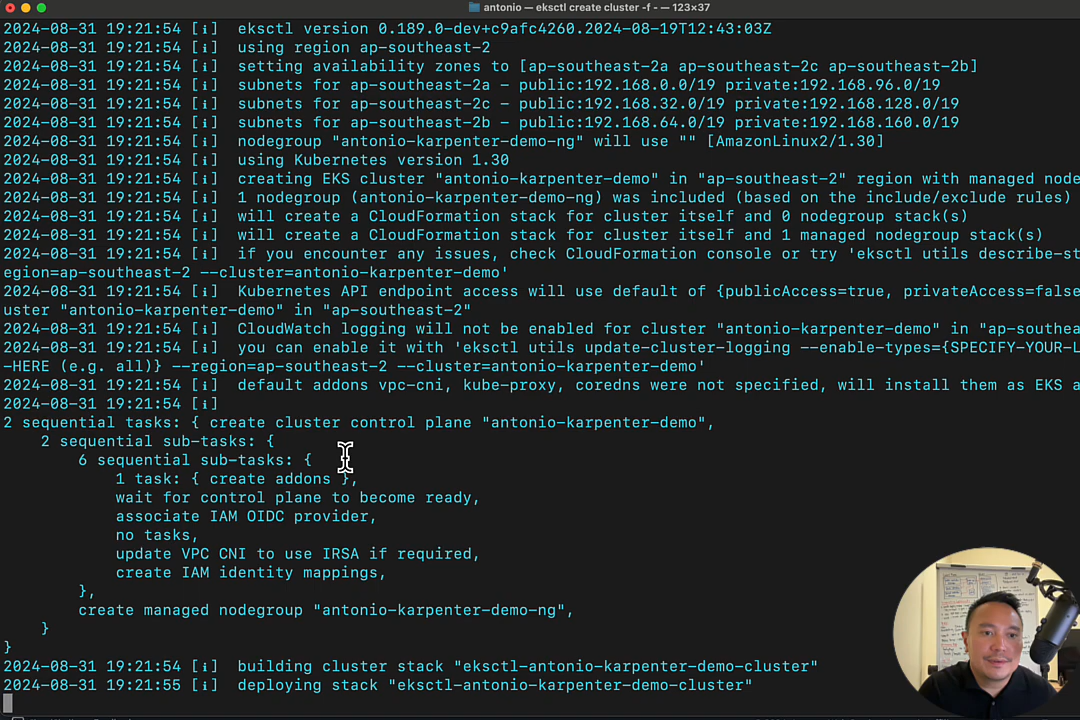 antonio — eksctl create cluster -f - — 123×37
2024-08-31 19:21:54 [ℹ]  eksctl version 0.189.0-dev+c9afc4260.2024-08-19T12:43:03Z
2024-08-31 19:21:54 [ℹ]  using region ap-southeast-2
2024-08-31 19:21:54 [ℹ]  setting availability zones to [ap-southeast-2a ap-southeast-2c ap-southeast-2b]
2024-08-31 19:21:54 [ℹ]  subnets for ap-southeast-2a - public:192.168.0.0/19 private:192.168.96.0/19
2024-08-31 19:21:54 [ℹ]  subnets for ap-southeast-2c - public:192.168.32.0/19 private:192.168.128.0/19
2024-08-31 19:21:54 [ℹ]  subnets for ap-southeast-2b - public:192.168.64.0/19 private:192.168.160.0/19
2024-08-31 19:21:54 [ℹ]  nodegroup "antonio-karpenter-demo-ng" will use "" [AmazonLinux2/1.30]
2024-08-31 19:21:54 [ℹ]  using Kubernetes version 1.30
2024-08-31 19:21:54 [ℹ]  creating EKS cluster "antonio-karpenter-demo" in "ap-southeast-2" region with managed node
2024-08-31 19:21:54 [ℹ]  1 nodegroup (antonio-karpenter-demo-ng) was included (based on the include/exclude rules)
2024-08-31 19:21:54 [ℹ]  will create a CloudFormation stack for cluster itself and 0 nodegroup stack(s)
2024-08-31 19:21:54 [ℹ]  will create a CloudFormation stack for cluster itself and 1 managed nodegroup stack(s)
2024-08-31 19:21:54 [ℹ]  if you encounter any issues, check CloudFormation console or try 'eksctl utils describe-st
egion=ap-southeast-2 --cluster=antonio-karpenter-demo'
2024-08-31 19:21:54 [ℹ]  Kubernetes API endpoint access will use default of {publicAccess=true, privateAccess=false
uster "antonio-karpenter-demo" in "ap-southeast-2"
2024-08-31 19:21:54 [ℹ]  CloudWatch logging will not be enabled for cluster "antonio-karpenter-demo" in "ap-southea
2024-08-31 19:21:54 [ℹ]  you can enable it with 'eksctl utils update-cluster-logging --enable-types={SPECIFY-YOUR-L
-HERE (e.g. all)} --region=ap-southeast-2 --cluster=antonio-karpenter-demo'
2024-08-31 19:21:54 [ℹ]  default addons vpc-cni, kube-proxy, coredns were not specified, will install them as EKS a
2024-08-31 19:21:54 [ℹ]
2 sequential tasks: { create cluster control plane "antonio-karpenter-demo",
    2 sequential sub-tasks: {
        6 sequential sub-tasks: {
            1 task: { create addons },
            wait for control plane to become ready,
            associate IAM OIDC provider,
            no tasks,
            update VPC CNI to use IRSA if required,
            create IAM identity mappings,
        },
        create managed nodegroup "antonio-karpenter-demo-ng",
    }
}
2024-08-31 19:21:54 [ℹ]  building cluster stack "eksctl-antonio-karpenter-demo-cluster"
2024-08-31 19:21:55 [ℹ]  deploying stack "eksctl-antonio-karpenter-demo-cluster"